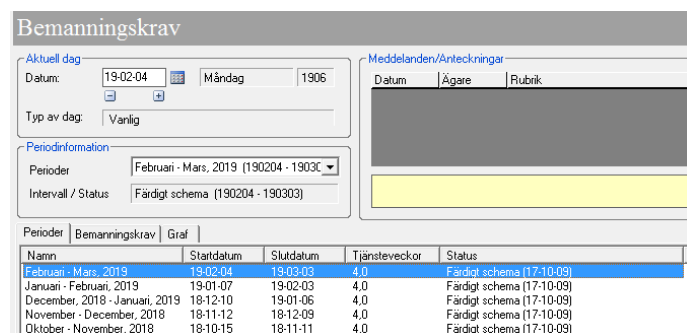 Bemanningskrav
Aktuell dag
Datum: 19-02-04 Måndag 1906
Typ av dag: Vanlig
Meddelanden/Anteckningar
Datum Ägare Rubrik
Periodinformation
Perioder Februari - Mars, 2019 (190204 - 19030
Intervall / Status Färdigt schema (190204 - 190303)
Perioder Bemanningskrav Graf
Namn Startdatum Slutdatum Tjänsteveckor Status
Februari - Mars, 2019 19-02-04 19-03-03 4,0 Färdigt schema (17-10-09)
Januari - Februari, 2019 19-01-07 19-02-03 4,0 Färdigt schema (17-10-09)
December, 2018 - Januari, 2019 18-12-10 19-01-06 4,0 Färdigt schema (17-10-09)
November - December, 2018 18-11-12 18-12-09 4,0 Färdigt schema (17-10-09)
Oktober - November, 2018 18-10-15 18-11-11 4,0 Färdigt schema (17-10-09)